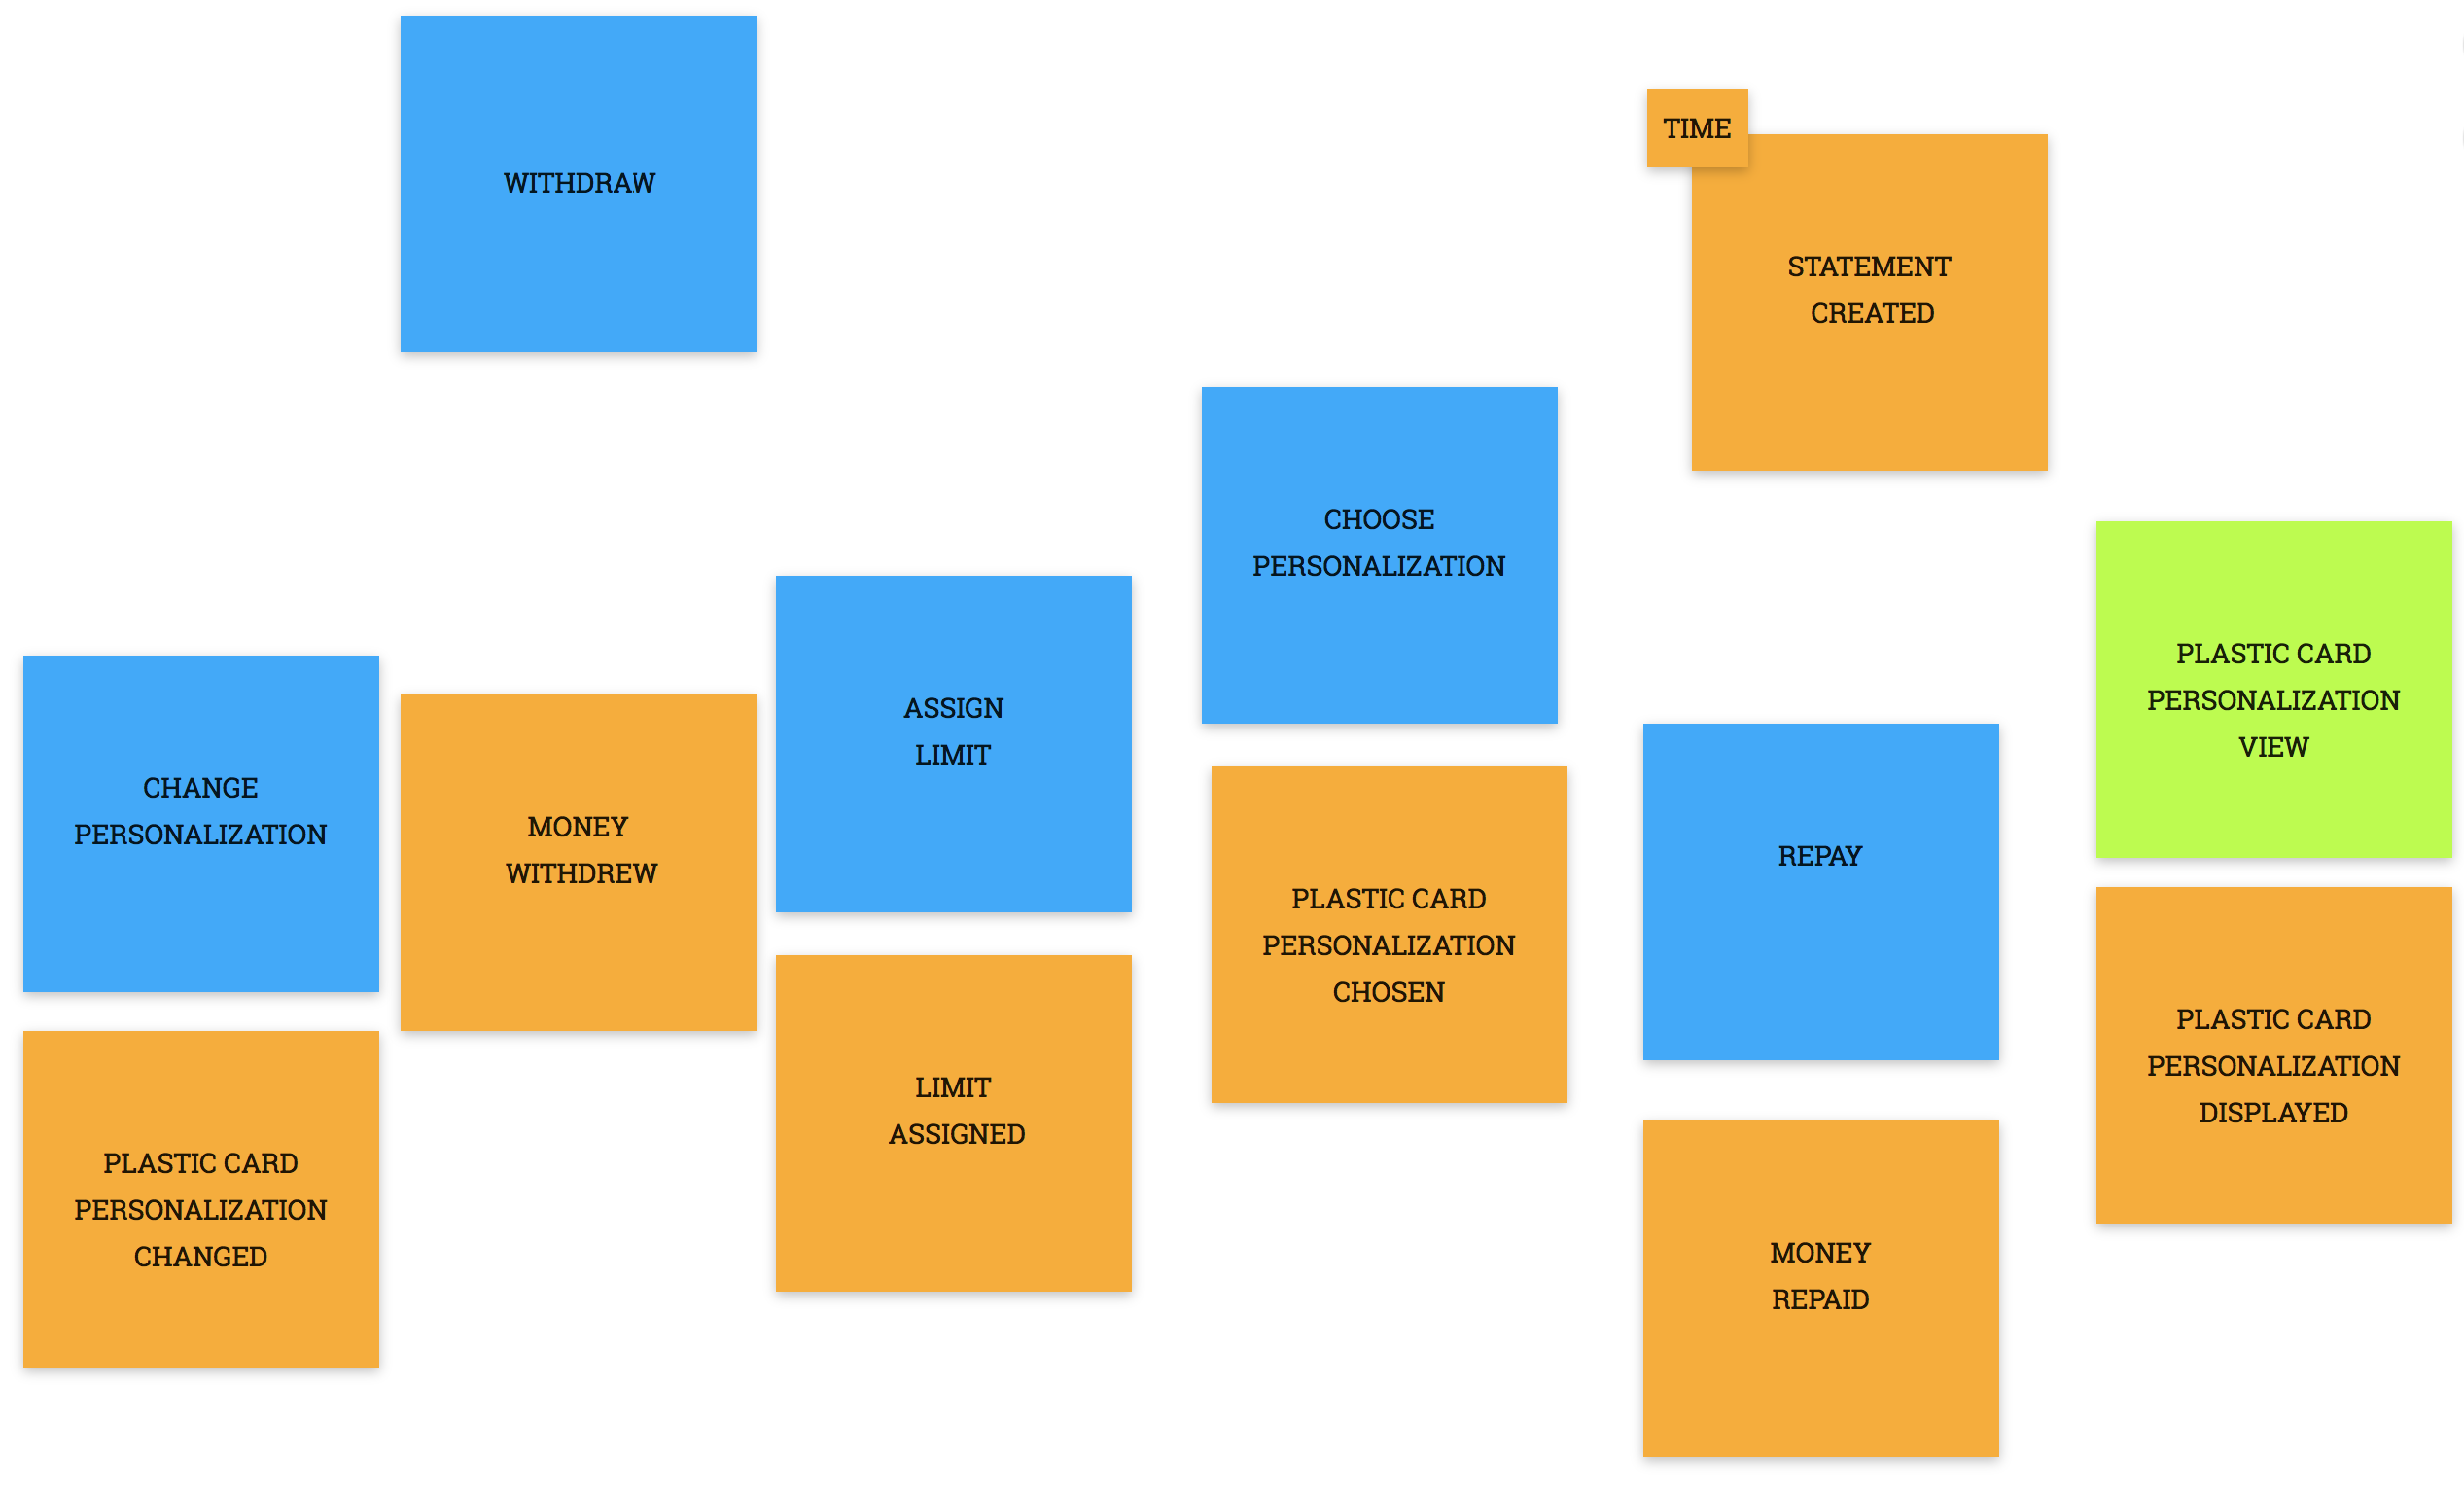 WITHDRAW
TIME
STATEMENT
CREATED
CHOOSE
PERSONALIZATION
PLASTIC CARD
PERSONALIZATION
VIEW
ASSIGN
LIMIT
CHANGE
PERSONALIZATION
MONEY
WITHDREW
REPAY
PLASTIC CARD
PERSONALIZATION
CHOSEN
PLASTIC CARD
PERSONALIZATION
DISPLAYED
LIMIT
ASSIGNED
PLASTIC CARD
PERSONALIZATION
CHANGED
MONEY
REPAID